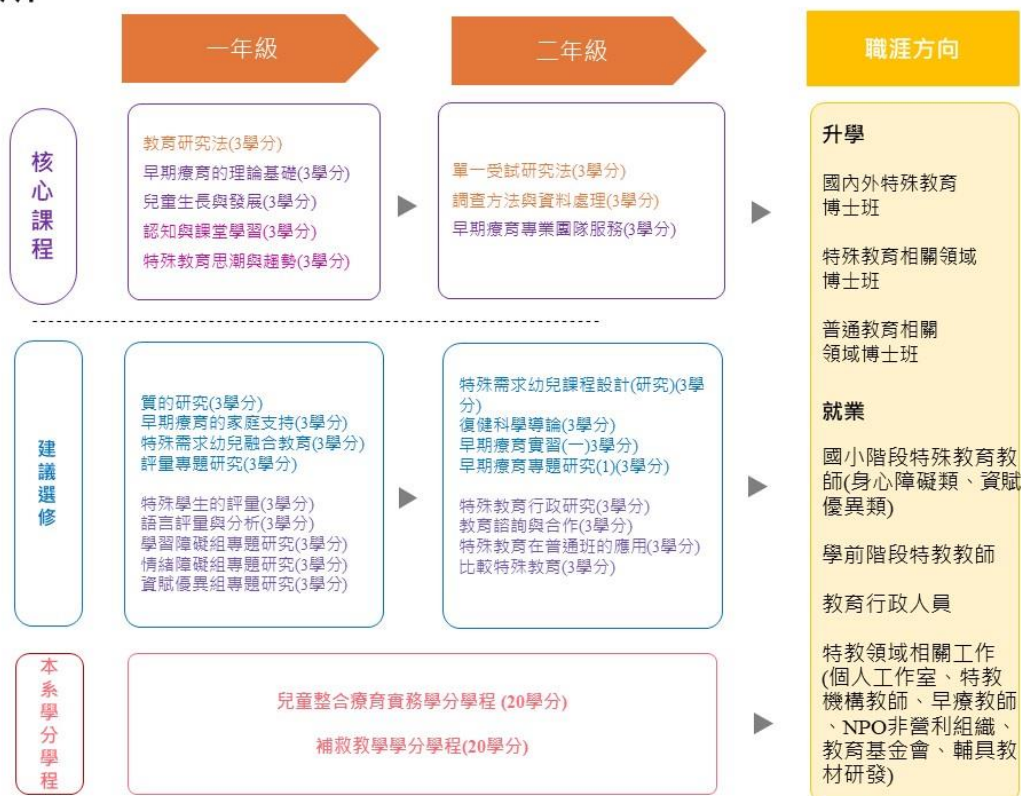 一年級
二年級
職涯方向
核心課程
教育研究法(3學分)
早期療育的理論基礎(3學分)
兒童生長與發展(3學分)
認知與課堂學習(3學分)
特殊教育思潮與趨勢(3學分)
單一受試研究法(3學分)
調查方法與資料處理(3學分)
早期療育專業團隊服務(3學分)
建議選修
質的研究(3學分)
早期療育的家庭支持(3學分)
特殊需求幼兒融合教育(3學分)
評量專題研究(3學分)
特殊學生的評量(3學分)
語言評量與分析(3學分)
學習障礙組專題研究(3學分)
情緒障礙組專題研究(3學分)
資賦優異組專題研究(3學分)
特殊需求幼兒課程設計(研究)(3學
分)
復健科學導論(3學分)
早期療育實習(一)3學分)
早期療育專題研究(1)(3學分)
特殊教育行政研究(3學分)
教育諮詢與合作(3學分)
特殊教育在普通班的應用(3學分)
比較特殊教育(3學分)
本系學分學程
兒童整合療育實務學分學程 (20學分)
補救教學學分學程(20學分)
升學
國內外特殊教育
博士班
特殊教育相關領域
博士班
普通教育相關
領域博士班
就業
國小階段特殊教育教
師(身心障礙類、資賦
優異類)
學前階段特教教師
教育行政人員
特教領域相關工作
(個人工作室、特教
機構教師、早療教師
、NPO非營利組織、
教育基金會、輔具教
材研發)